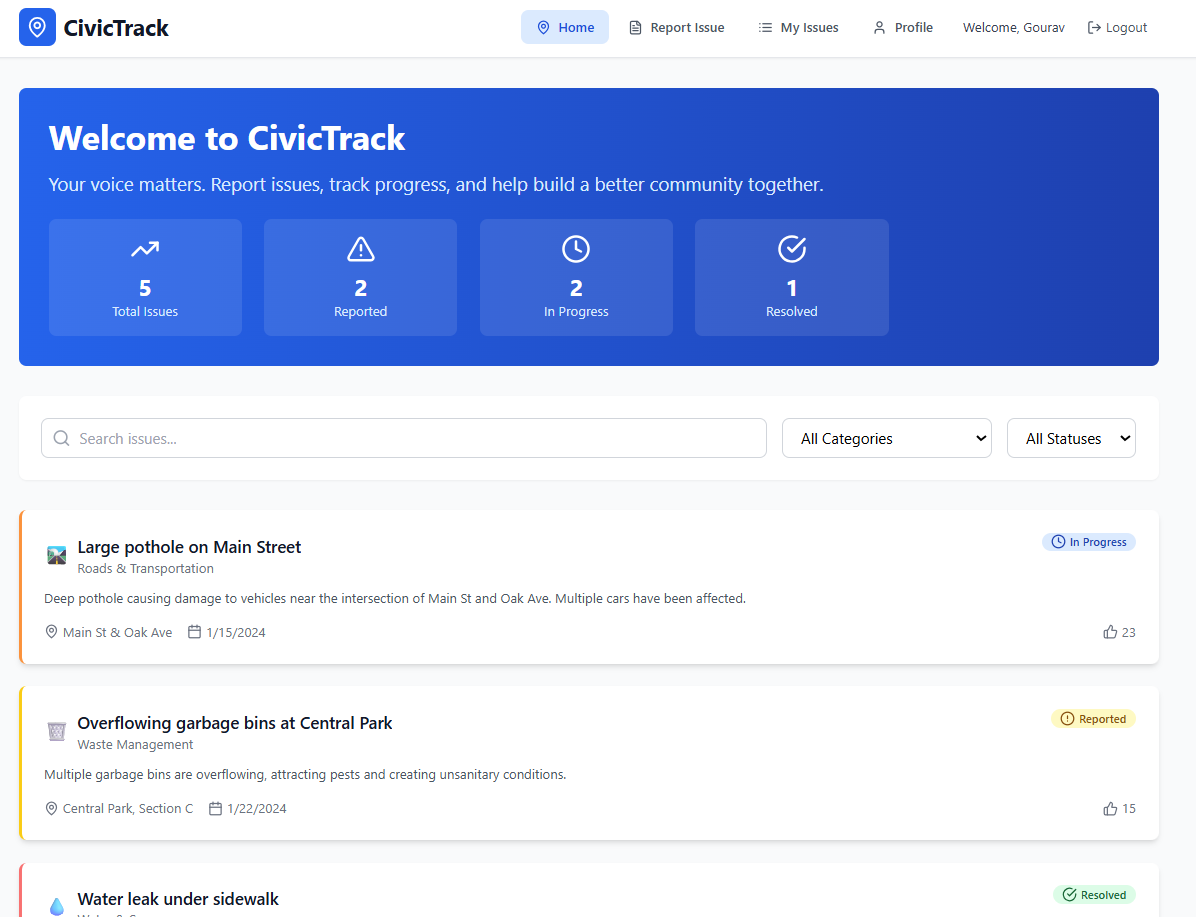 CivicTrack
Home
Report Issue
My Issues
Profile
Welcome, Gourav
Logout
Welcome to CivicTrack
Your voice matters. Report issues, track progress, and help build a better community together.
5
Total Issues
2
Reported
2
In Progress
1
Resolved
Search issues...
All Categories
All Statuses
Large pothole on Main Street
In Progress
Roads & Transportation
Deep pothole causing damage to vehicles near the intersection of Main St and Oak Ave. Multiple cars have been affected.
Main St & Oak Ave
1/15/2024
23
Overflowing garbage bins at Central Park
Reported
Waste Management
Multiple garbage bins are overflowing, attracting pests and creating unsanitary conditions.
Central Park, Section C
1/22/2024
15
Water leak under sidewalk
Resolved